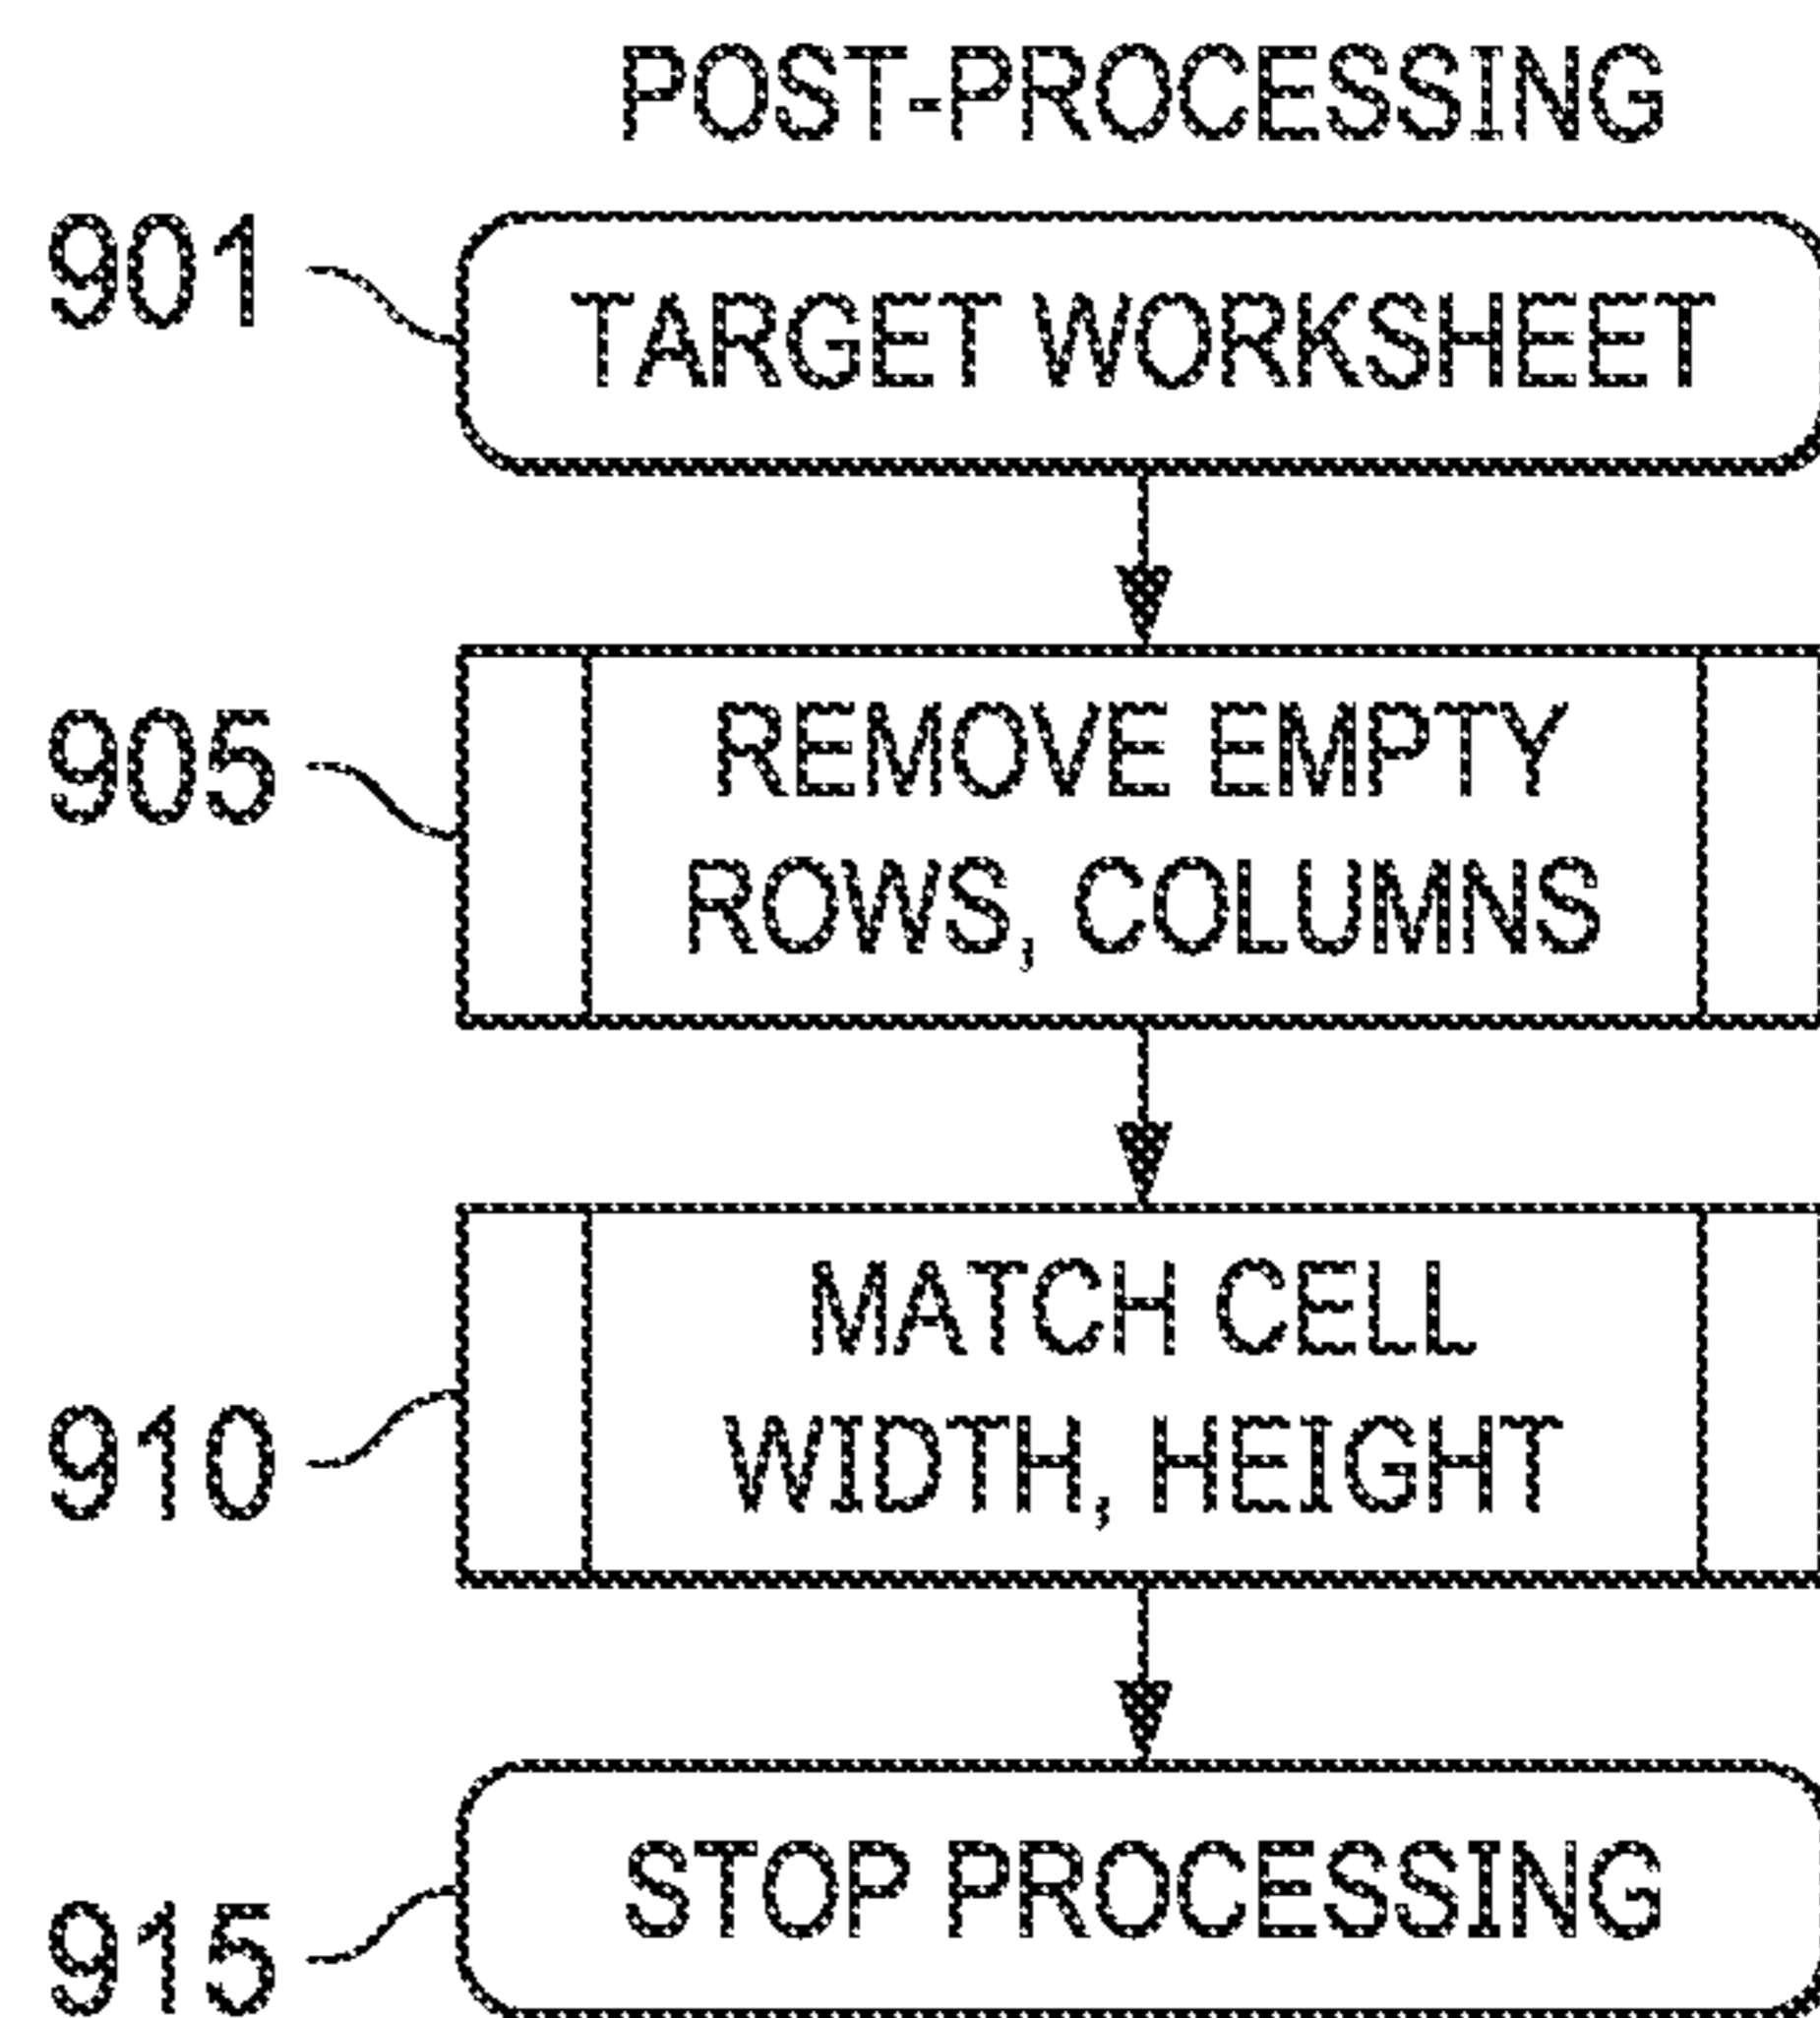 POST-PROCESSING
901
TARGET WORKSHEET
905
REMOVE EMPTY
ROWS, COLUMNS
910
MATCH CELL
WIDTH, HEIGHT
915
STOP PROCESSING